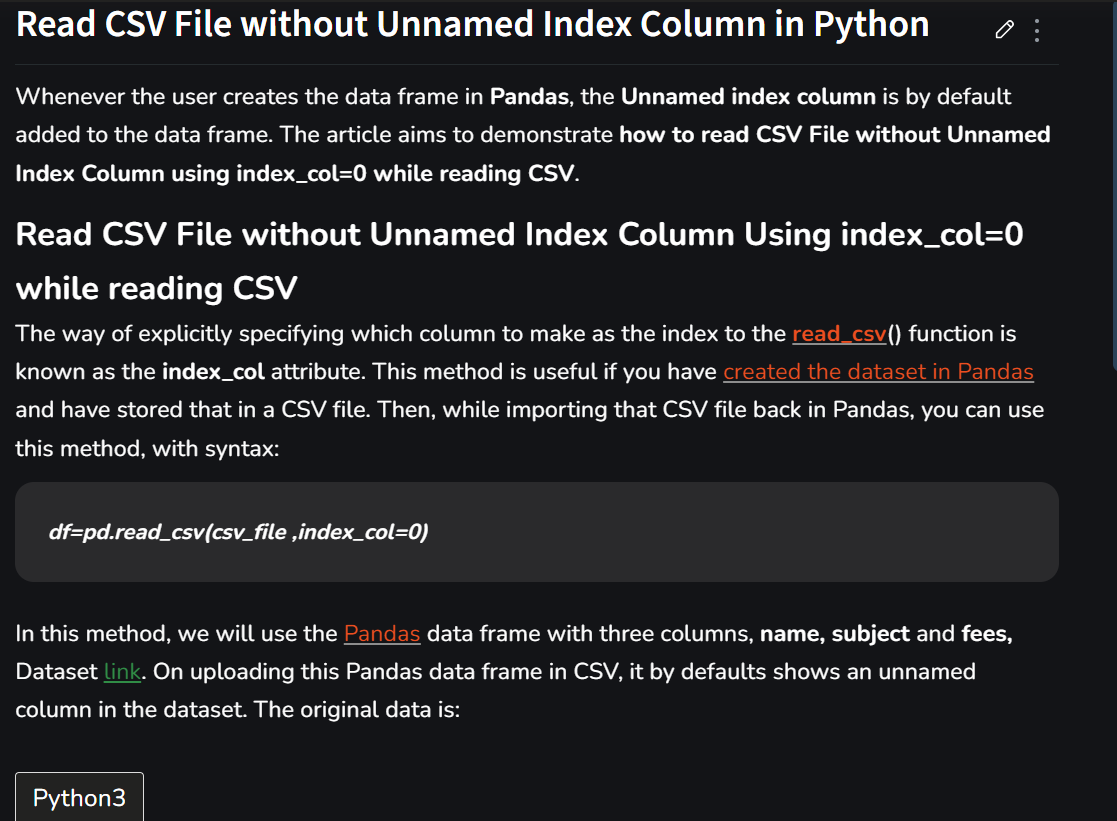 Read CSV File without Unnamed Index Column in Python
Whenever the user creates the data frame in Pandas, the Unnamed index column is by default
added to the data frame. The article aims to demonstrate how to read CSV File without Unnamed
Index Column using index_col=0 while reading CSV.
Read CSV File without Unnamed Index Column Using index_col=0
while reading CSV
The way of explicitly specifying which column to make as the index to the read_csv() function is
known as the index_col attribute. This method is useful if you have created the dataset in Pandas
and have stored that in a CSV file. Then, while importing that CSV file back in Pandas, you can use
this method, with syntax:
df=pd.read_csv(csv_file ,index_col=0)
In this method, we will use the Pandas data frame with three columns, name, subject and fees,
Dataset link. On uploading this Pandas data frame in CSV, it by defaults shows an unnamed
column in the dataset. The original data is:
Python3